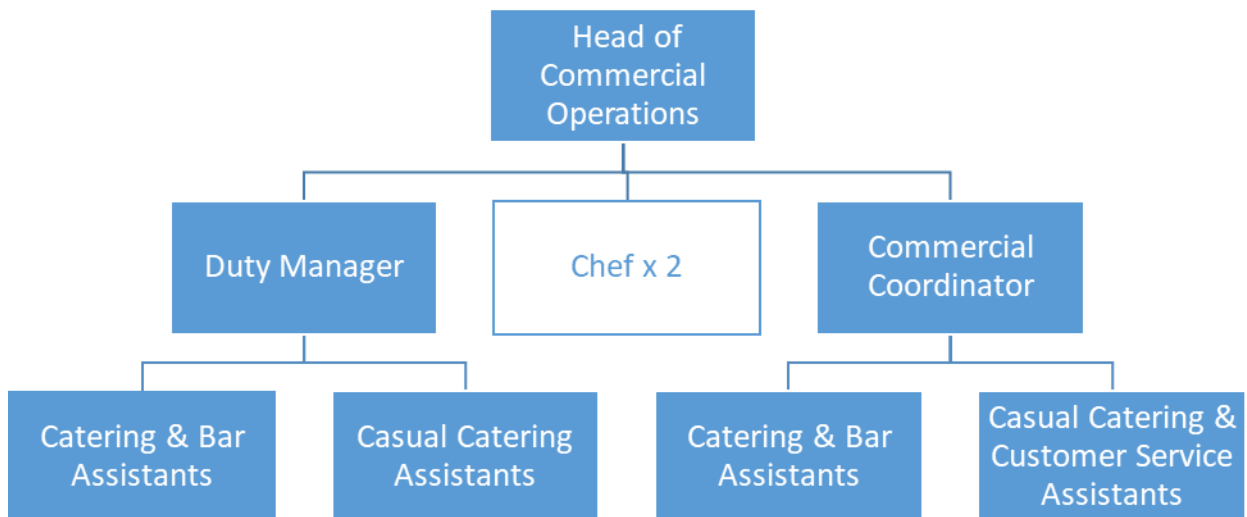 Head of
Commercial
Operations
Duty Manager
Chef x 2
Commercial
Coordinator
Catering & Bar
Assistants
Casual Catering
Assistants
Catering & Bar
Assistants
Casual Catering &
Customer Service
Assistants